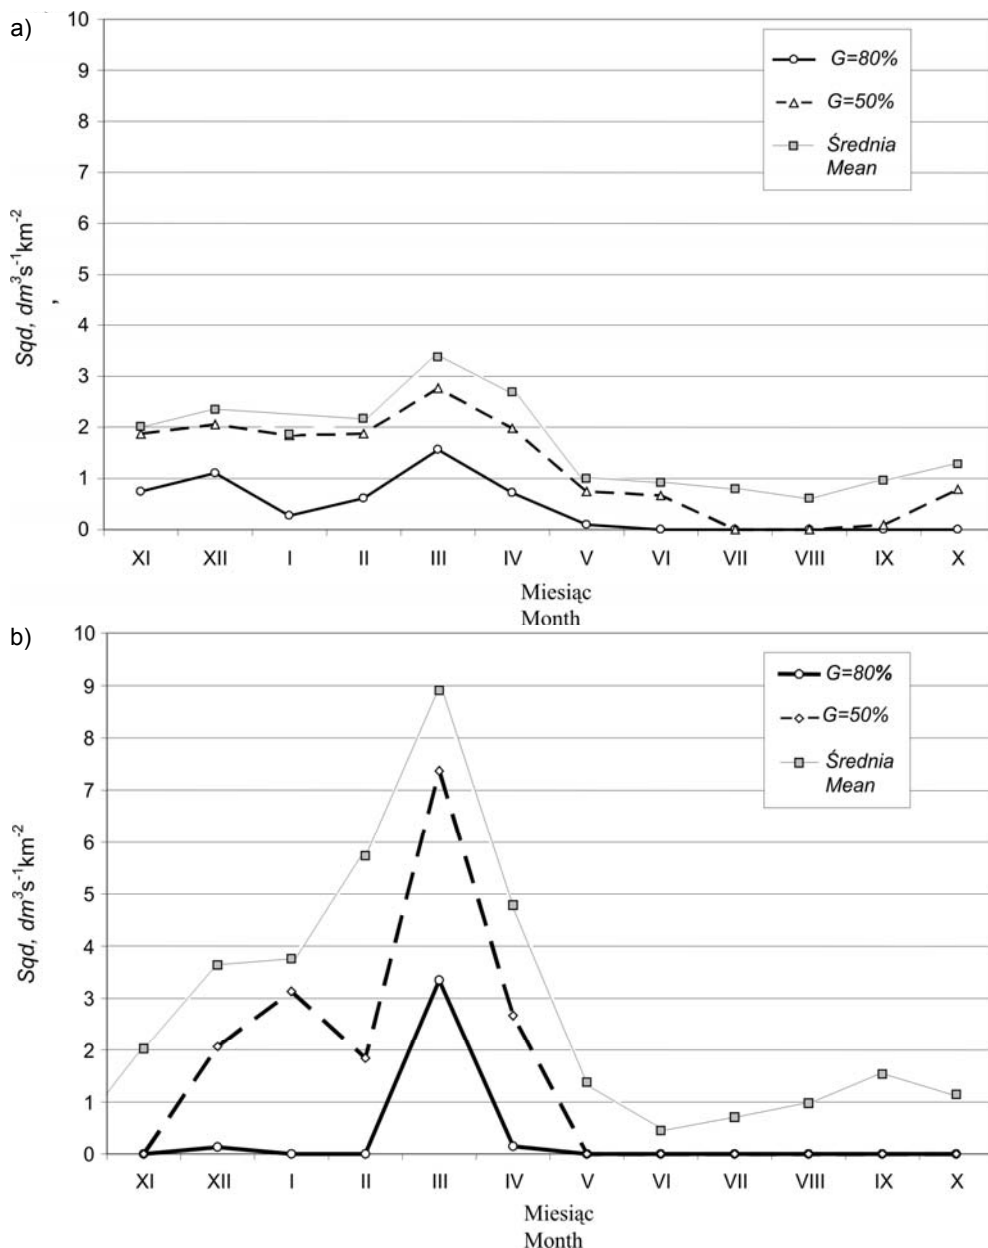 a)
10
9
8
7
6
5
4
3
2
1
0
Sqd, dm³s⁻¹km⁻²
,
G=80%
G=50%
Średnia
Mean
XI XII I II III IV V VI VII VIII IX X
Miesiąc
Month
b)
10
9
8
7
6
5
4
3
2
1
0
Sqd, dm³s⁻¹km⁻²
G=80%
G=50%
Średnia
Mean
XI XII I II III IV V VI VII VIII IX X
Miesiąc
Month